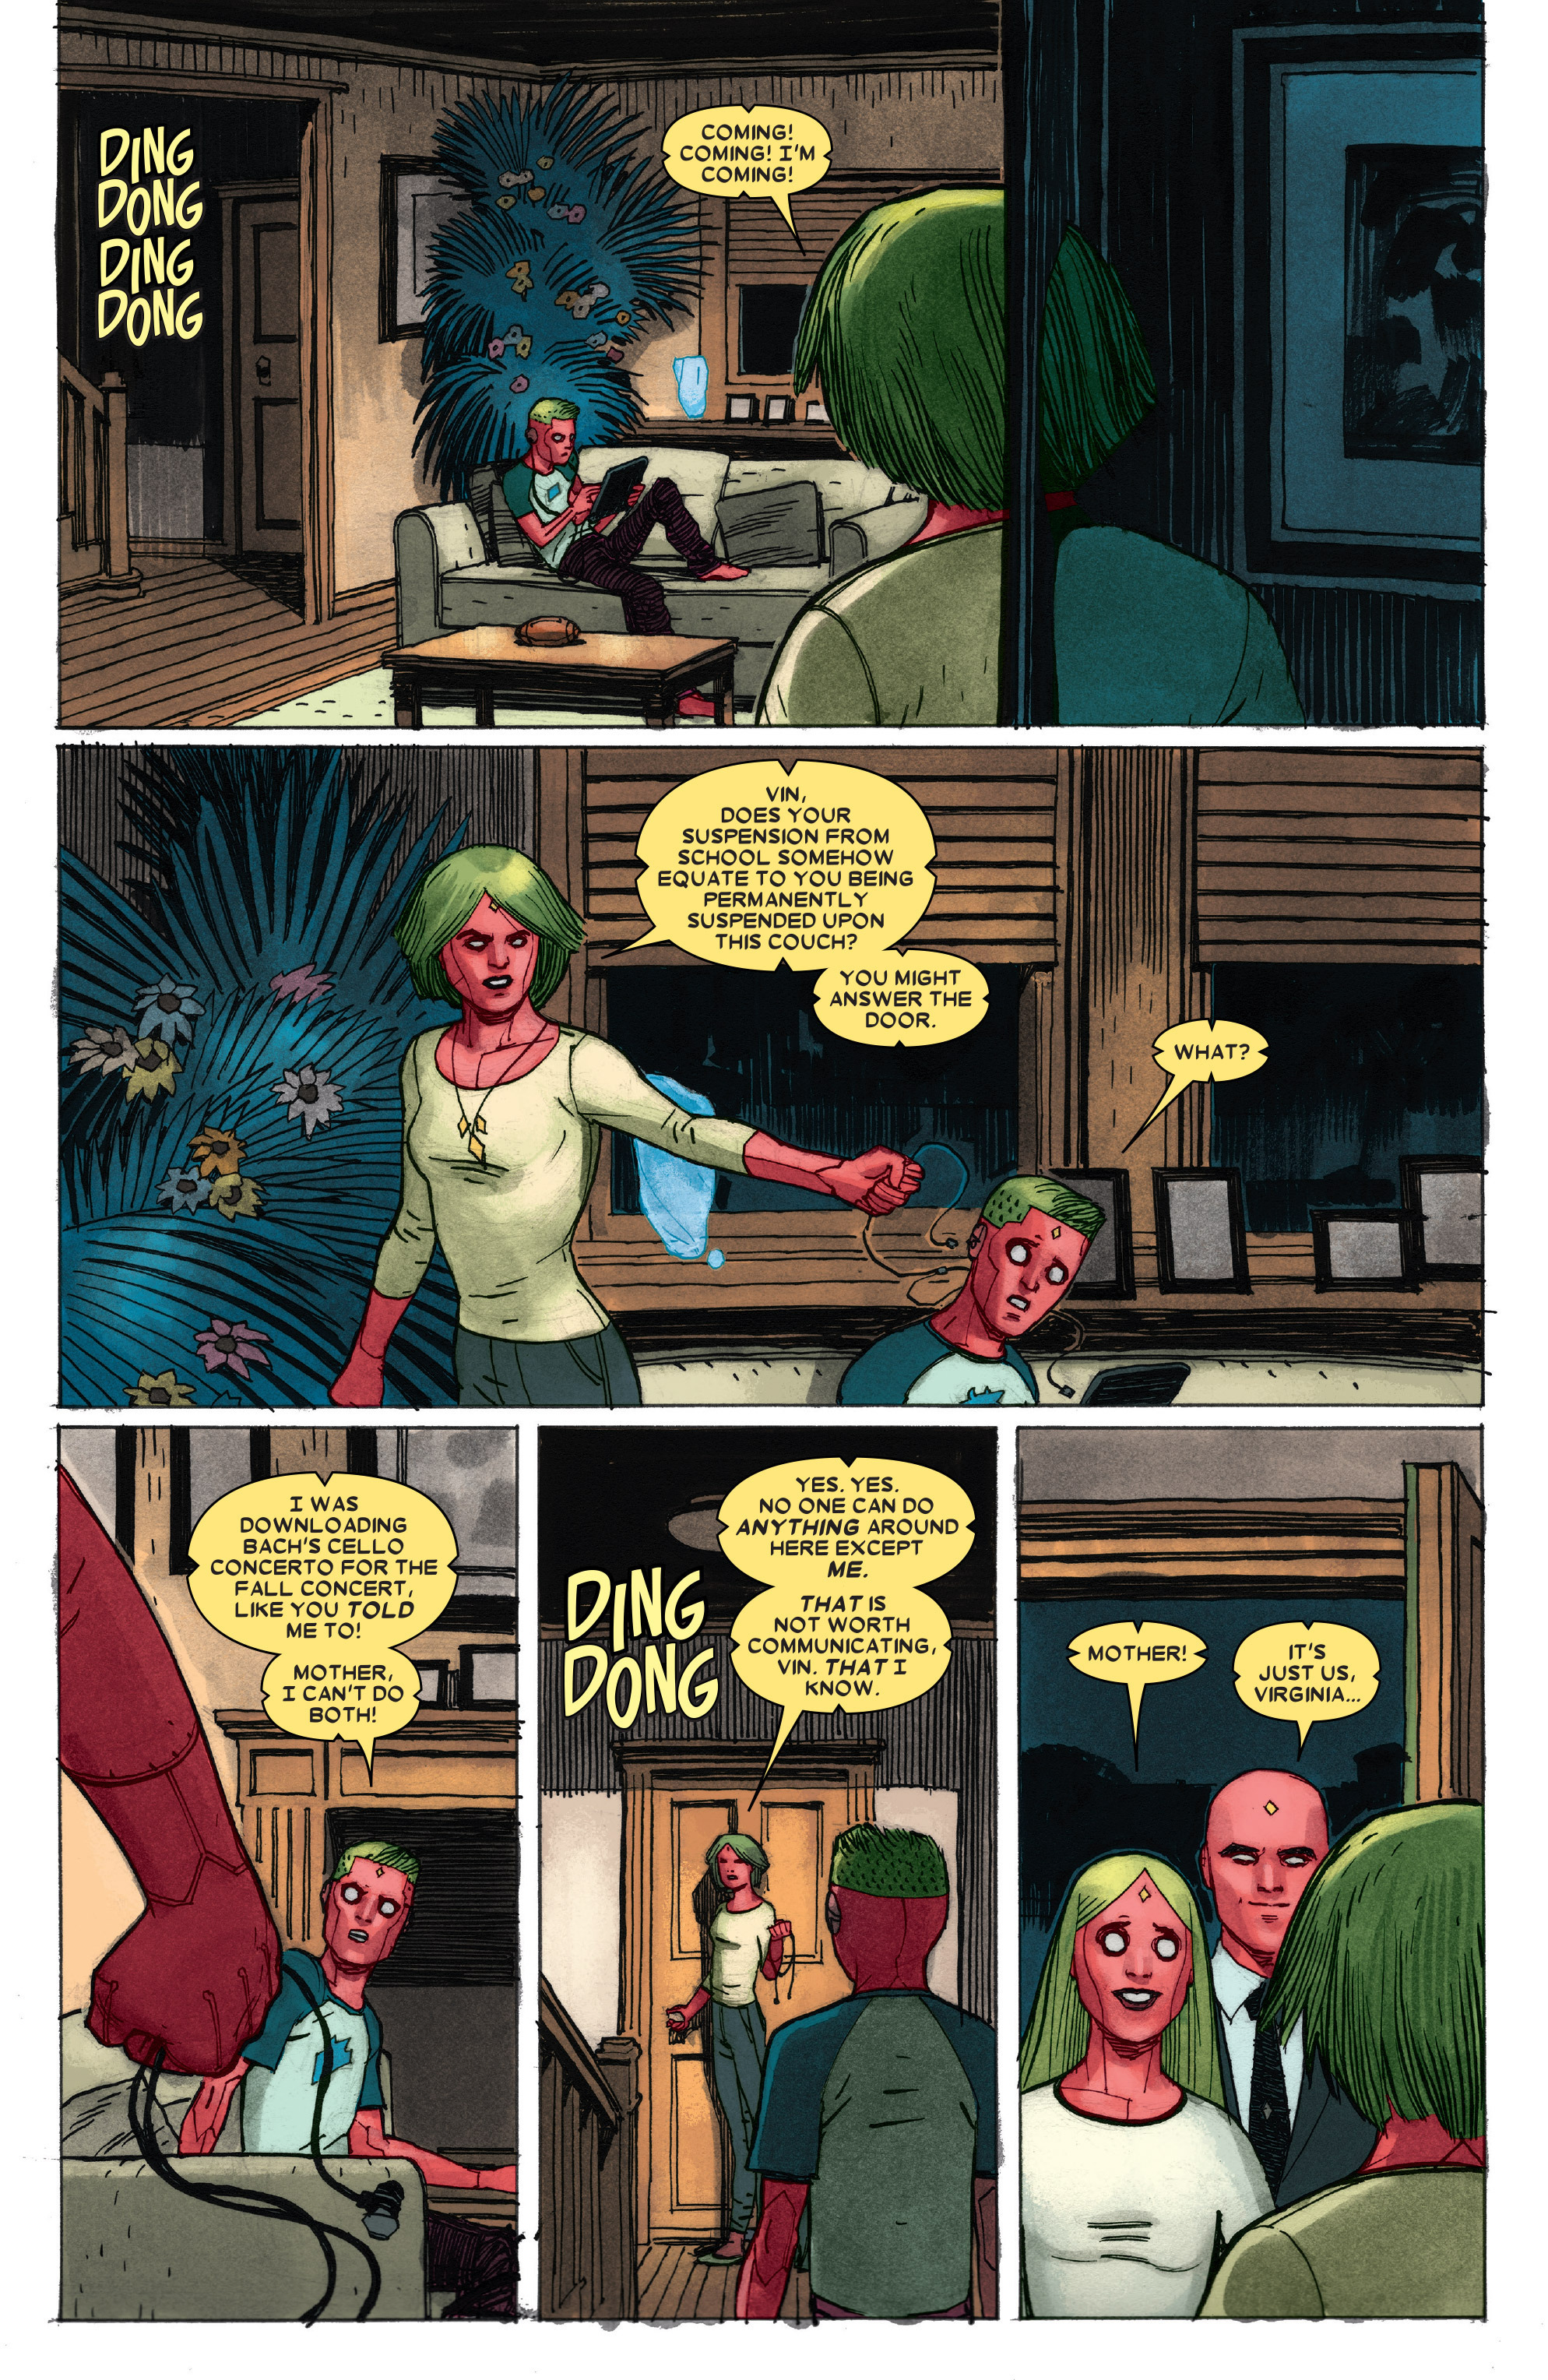 DING
DONG
DING
DONG
COMING!
COMING! I'M
COMING!
VIN,
DOES YOUR
SUSPENSION FROM
SCHOOL SOMEHOW
EQUATE TO YOU BEING
PERMANENTLY
SUSPENDED UPON
THIS COUCH?
YOU MIGHT
ANSWER THE
DOOR.
WHAT?
I WAS
DOWNLOADING
BACH'S CELLO
CONCERTO FOR THE
FALL CONCERT,
LIKE YOU TOLD
ME TO!
MOTHER,
I CAN'T DO
BOTH!
DING
DONG
YES. YES.
NO ONE CAN DO
ANYTHING AROUND
HERE EXCEPT
ME.
THAT IS
NOT WORTH
COMMUNICATING,
VIN. THAT I
KNOW.
MOTHER!
IT'S
JUST US,
VIRGINIA...